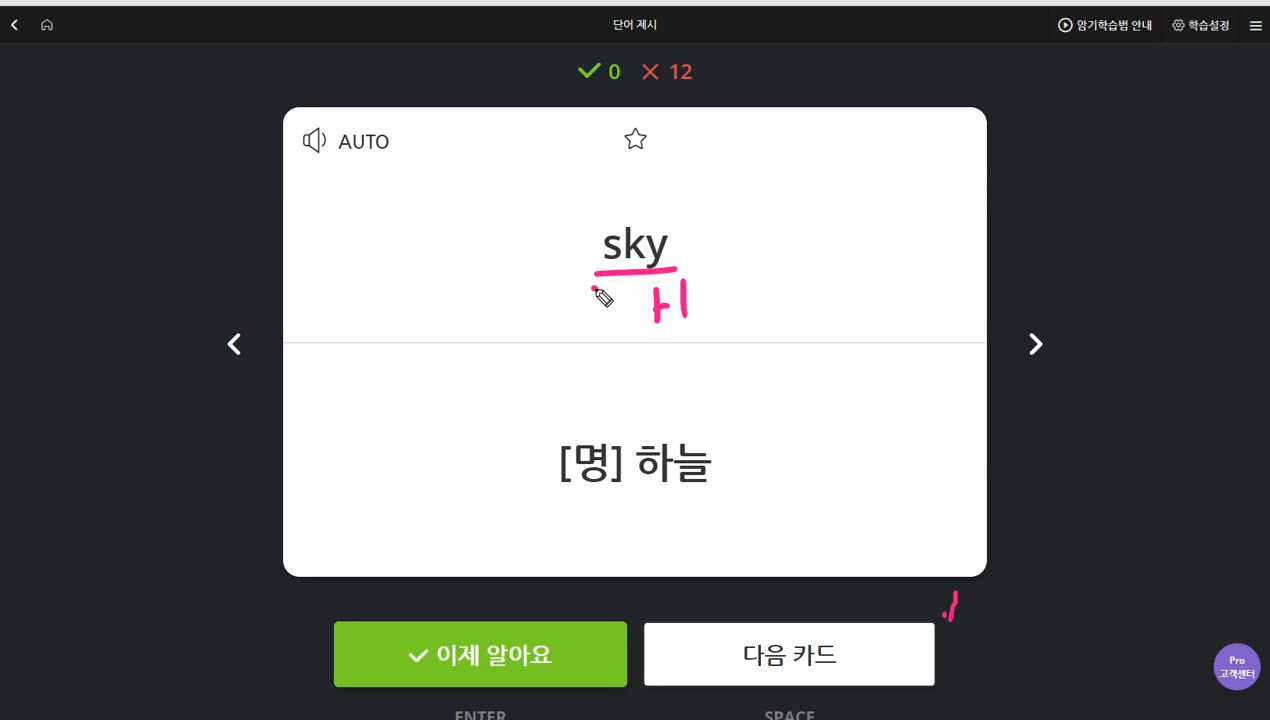 단어 제시
암기학습법 안내
학습설정
0 12
AUTO
sky
ㅏㅣ
[명] 하늘
이제 알아요
다음 카드
Pro
고객센터
ENTER
SPACE